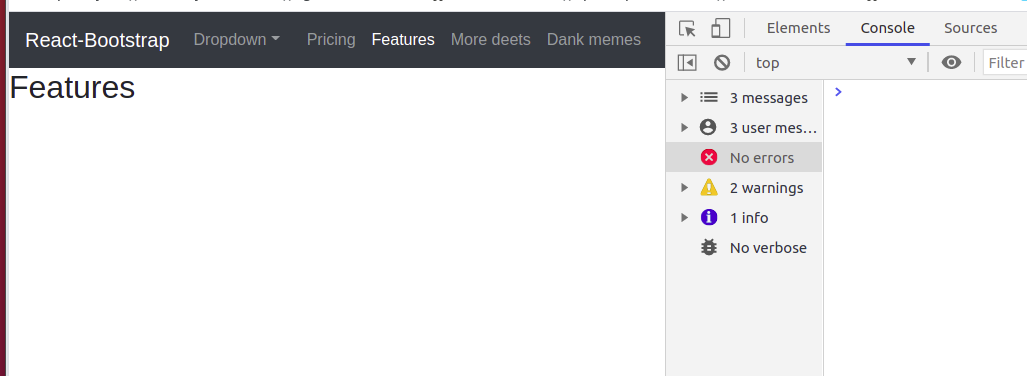 React-Bootstrap Dropdown Pricing Features More deets Dank memes
Features
Elements Console Sources
top Filter
3 messages
3 user mes…
No errors
2 warnings
1 info
No verbose